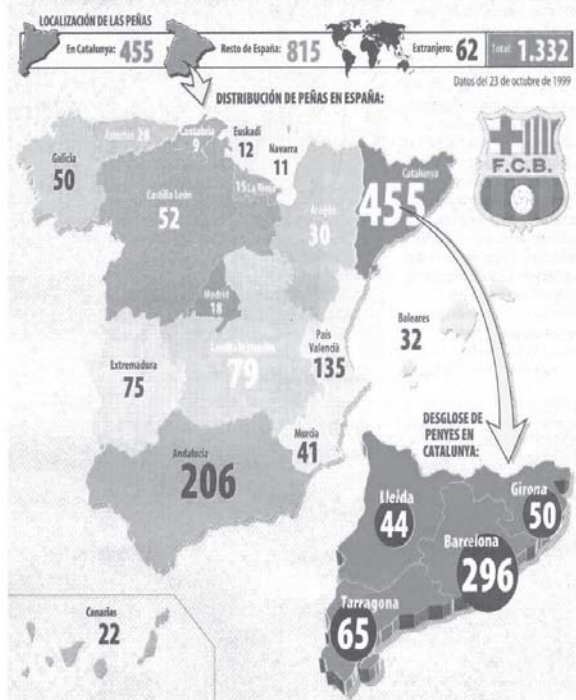 LOCALIZACIÓN DE LAS PEÑAS
En Catalunya: 455
Resto de España: 815
Extranjero: 62
Total: 1.332
Datos del 23 de octubre de 1999
DISTRIBUCIÓN DE PEÑAS EN ESPAÑA:
F.C.B.
Galicia
50
Asturias 28
Cantabria
9
Euskadi
12
Navarra
11
Castilla León
52
15 La Rioja
Aragón
30
Catalunya
455
Madrid
18
Extremadura
75
79
País
Valencià
135
Baleares
32
Murcia
41
Andalucía
206
Canarias
22
DESGLOSE DE
PENYES EN
CATALUNYA:
Lleida
44
Girona
50
Barcelona
296
Tarragona
65